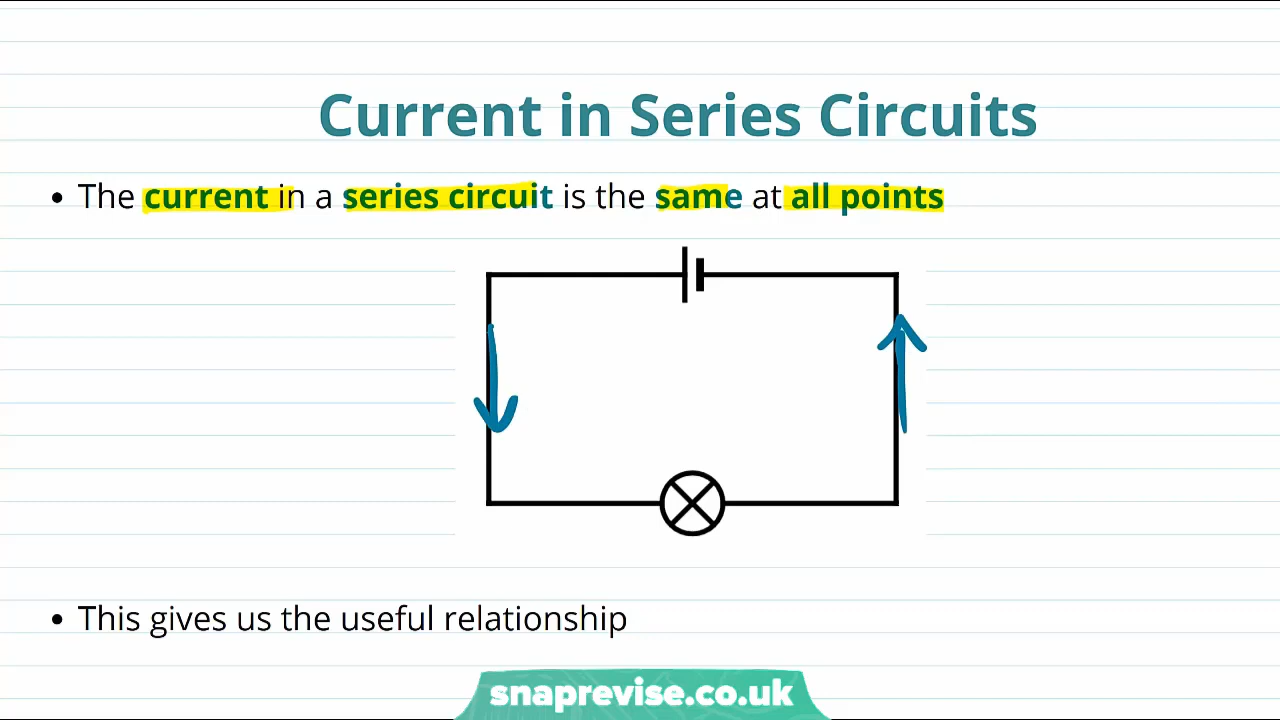 Current in Series Circuits
• The current in a series circuit is the same at all points
• This gives us the useful relationship
snaprevise.co.uk